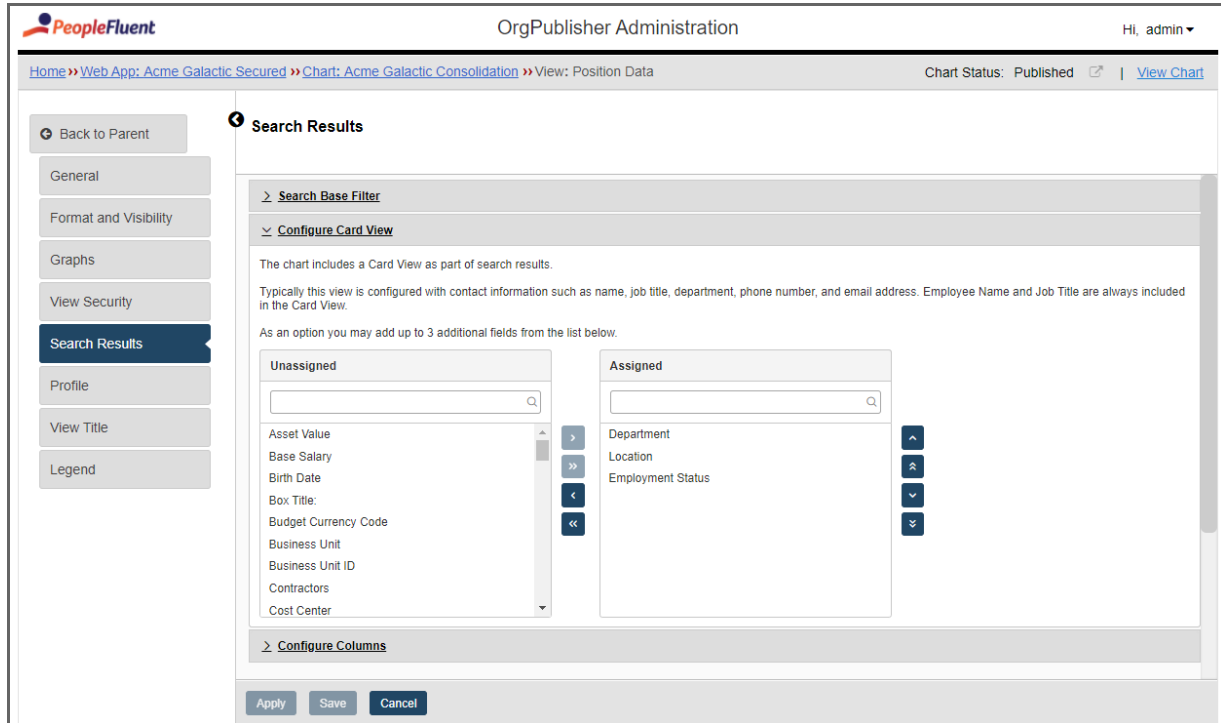 PeopleFluent
OrgPublisher Administration
Hi, admin
Home » Web App: Acme Galactic Secured » Chart: Acme Galactic Consolidation » View: Position Data
Chart Status: Published | View Chart
Back to Parent
General
Format and Visibility
Graphs
View Security
Search Results
Profile
View Title
Legend
Search Results
Search Base Filter
Configure Card View
The chart includes a Card View as part of search results.
Typically this view is configured with contact information such as name, job title, department, phone number, and email address. Employee Name and Job Title are always included
in the Card View.
As an option you may add up to 3 additional fields from the list below.
Unassigned
Asset Value
Base Salary
Birth Date
Box Title:
Budget Currency Code
Business Unit
Business Unit ID
Contractors
Cost Center
Assigned
Department
Location
Employment Status
Configure Columns
Apply
Save
Cancel